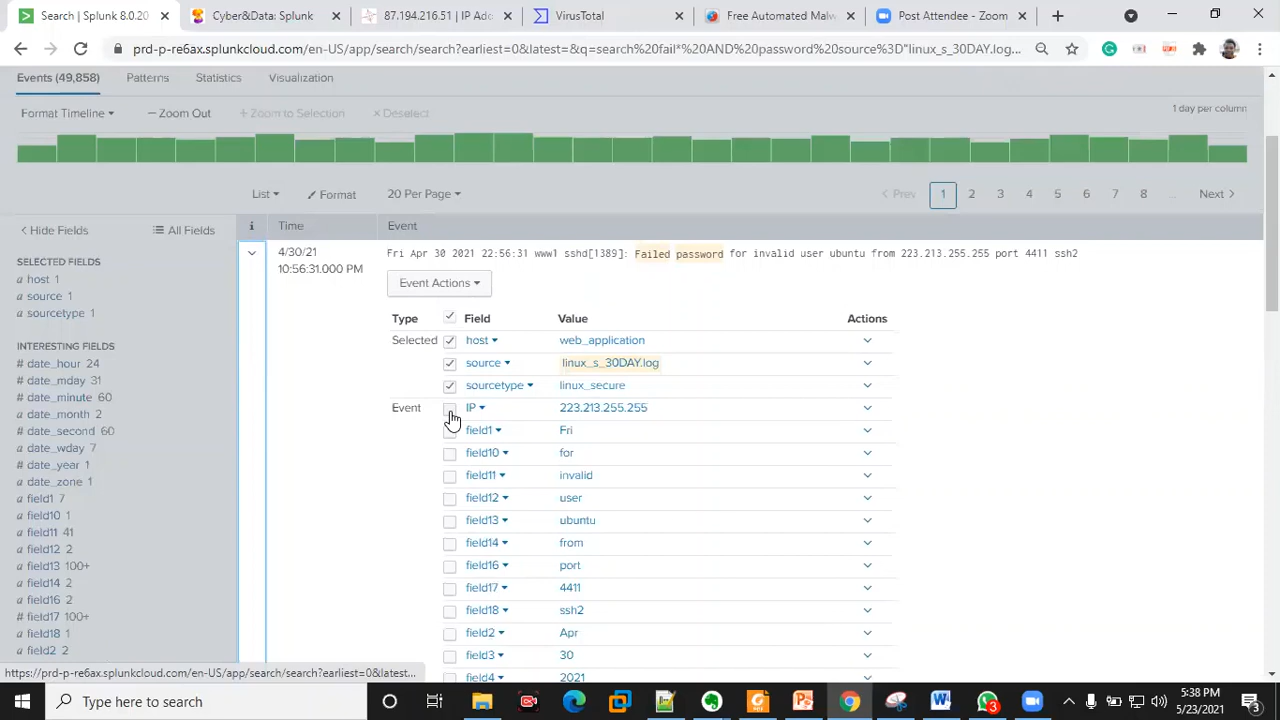 Search | Splunk 8.0.20
Cyber&Data: Splunk
87.194.216.51 | IP Add
VirusTotal
Free Automated Malw
Post Attendee - Zoom
prd-p-re6ax.splunkcloud.com/en-US/app/search/search?earliest=0&latest=&q=search%20fail*%20AND%20password%20source%3D"linux_s_30DAY.log...
Events (49,858)
Patterns
Statistics
Visualization
Format Timeline
— Zoom Out
+ Zoom to Selection
× Deselect
1 day per column
List
Format
20 Per Page
< Prev
1 2 3 4 5 6 7 8 ... Next >
< Hide Fields
All Fields
i Time Event
SELECTED FIELDS
a host 1
a source 1
a sourcetype 1
INTERESTING FIELDS
# date_hour 24
# date_mday 31
# date_minute 60
a date_month 2
# date_second 60
a date_wday 7
# date_year 1
a date_zone 1
a field1 7
a field10 1
a field11 41
a field12 2
a field13 100+
a field14 2
a field16 2
# field17 100+
a field18 1
a field2 2
4/30/21
10:56:31.000 PM
Fri Apr 30 2021 22:56:31 www1 sshd[1389]: Failed password for invalid user ubuntu from 223.213.255.255 port 4411 ssh2
Event Actions
Type Field Value Actions
Selected host web_application
source linux_s_30DAY.log
sourcetype linux_secure
Event IP 223.213.255.255
field1 Fri
field10 for
field11 invalid
field12 user
field13 ubuntu
field14 from
field16 port
field17 4411
field18 ssh2
field2 Apr
field3 30
field4 2021
https://prd-p-re6ax.splunkcloud.com/en-US/app/search/search?earliest=0&latest...
Type here to search
3
5:38 PM
5/23/2021
3